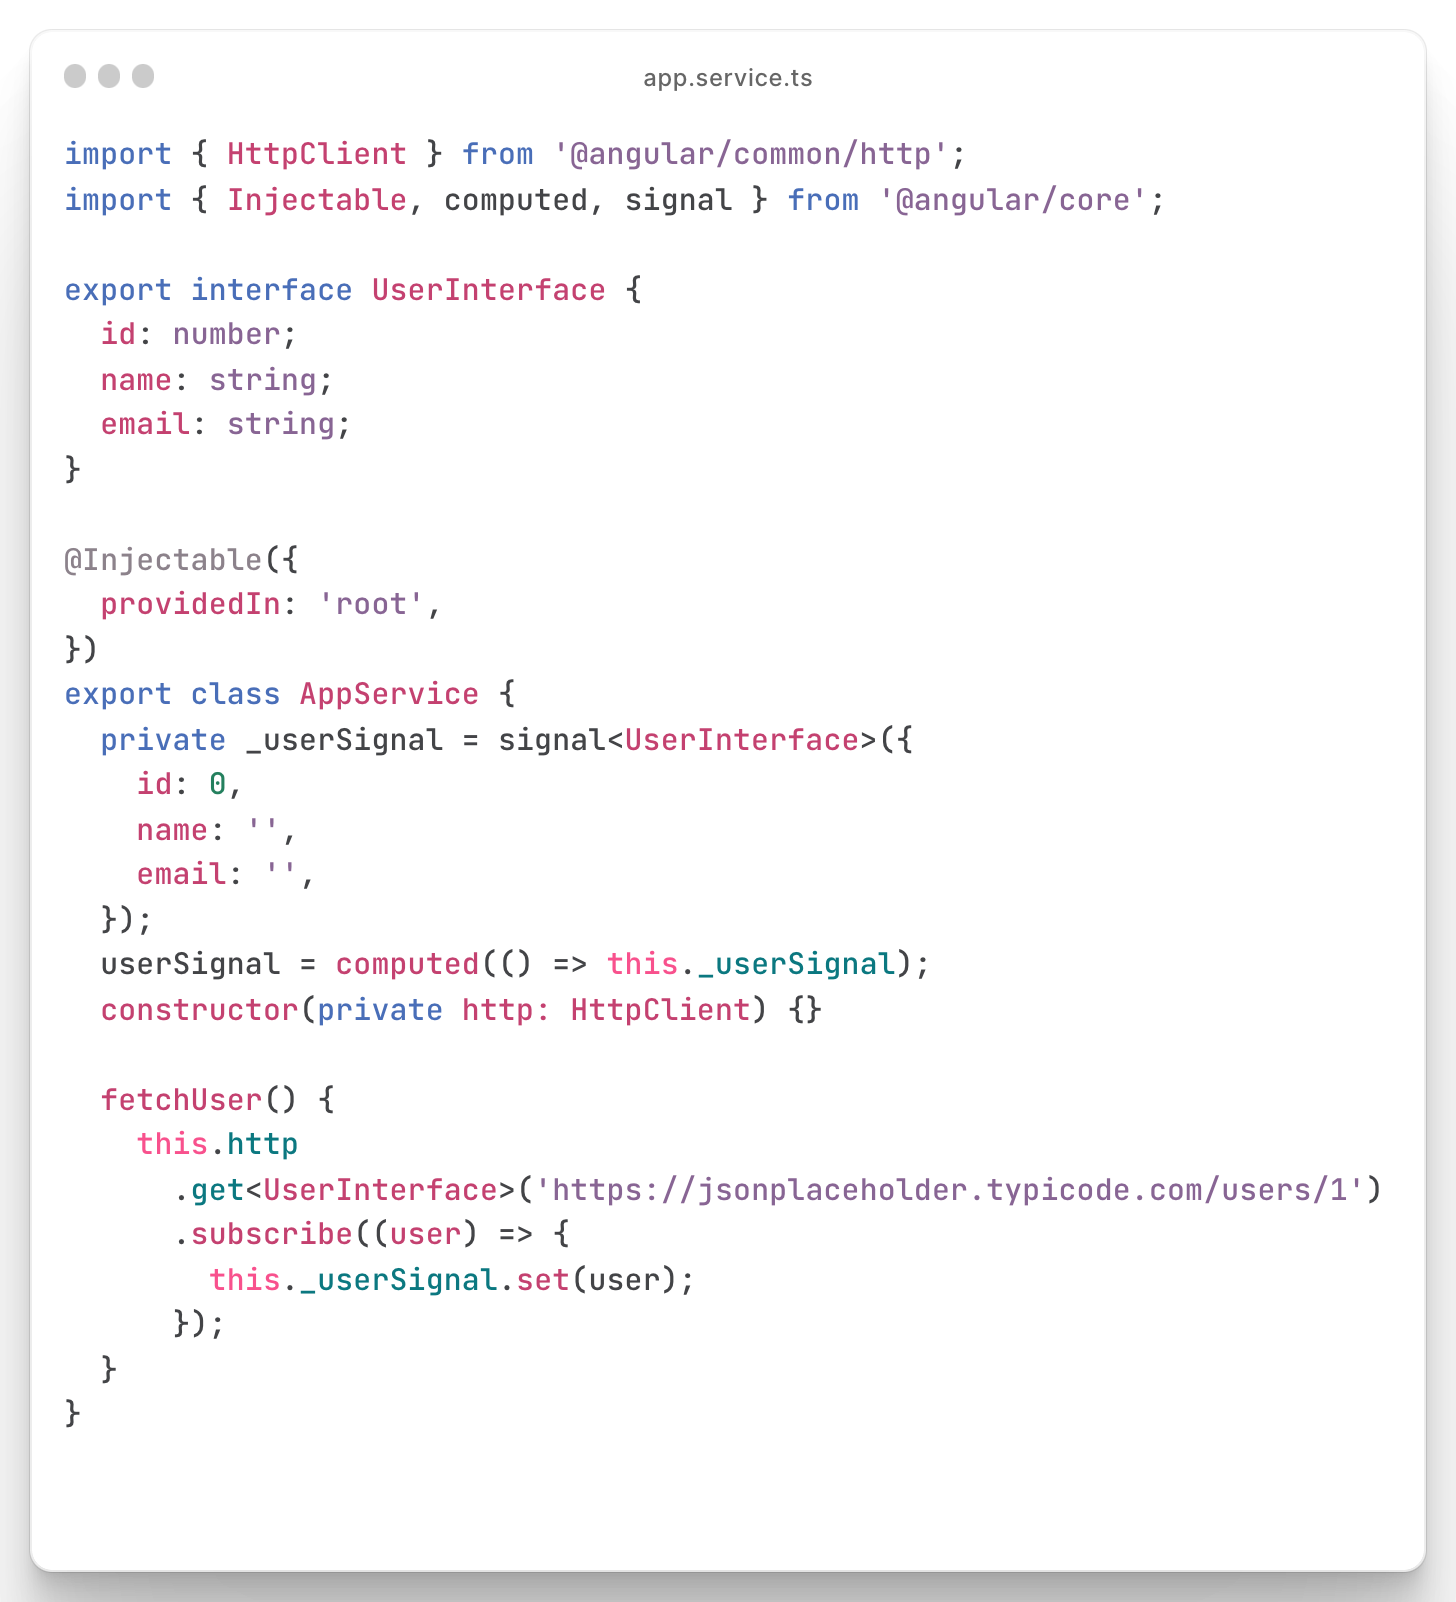 app.service.ts
import { HttpClient } from '@angular/common/http';
import { Injectable, computed, signal } from '@angular/core';

export interface UserInterface {
  id: number;
  name: string;
  email: string;
}

@Injectable({
  providedIn: 'root',
})
export class AppService {
  private _userSignal = signal<UserInterface>({
    id: 0,
    name: '',
    email: '',
  });
  userSignal = computed(() => this._userSignal);
  constructor(private http: HttpClient) {}

  fetchUser() {
    this.http
      .get<UserInterface>('https://jsonplaceholder.typicode.com/users/1')
      .subscribe((user) => {
        this._userSignal.set(user);
      });
  }
}